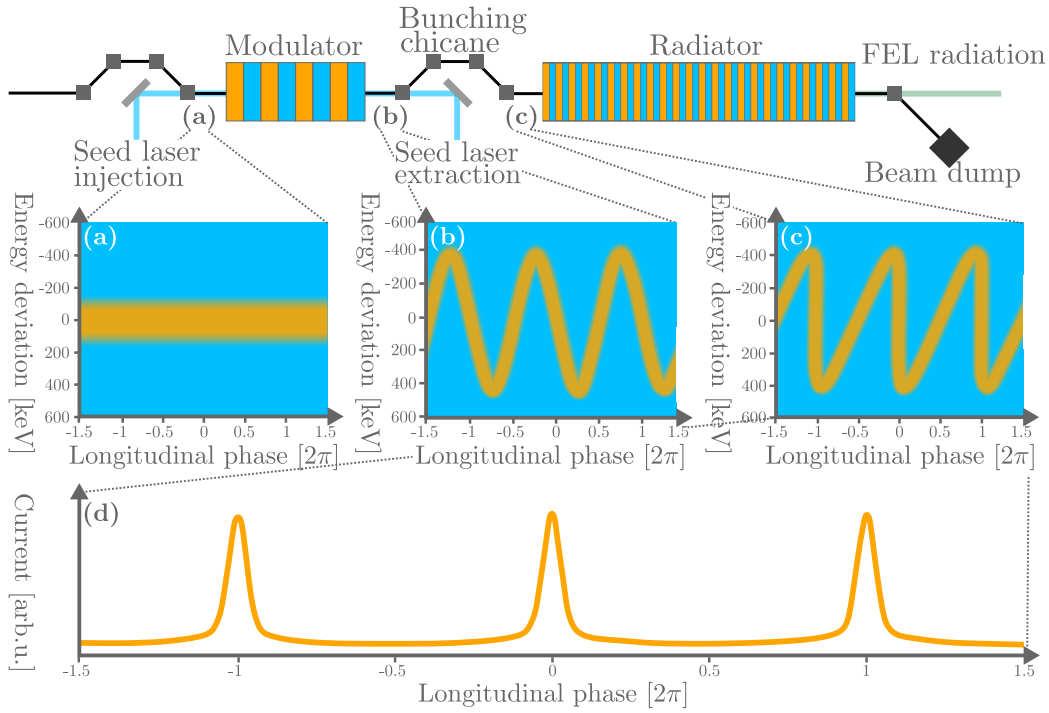 Modulator
Bunching
chicane
Radiator
FEL radiation
(a)
(b)
(c)
Seed laser
injection
Seed laser
extraction
Beam dump
Energy deviation [keV]
-600
-400
-200
0
200
400
600
(a)
-1.5
-1
-0.5
0
0.5
1
1.5
Longitudinal phase [2π]
Energy deviation [keV]
-600
-400
-200
0
200
400
600
(b)
-1.5
-1
-0.5
0
0.5
1
1.5
Longitudinal phase [2π]
Energy deviation [keV]
-600
-400
-200
0
200
400
600
(c)
-1.5
-1
-0.5
0
0.5
1
1.5
Longitudinal phase [2π]
Current [arb.u.]
(d)
-1.5
-1
-0.5
0
0.5
1
1.5
Longitudinal phase [2π]